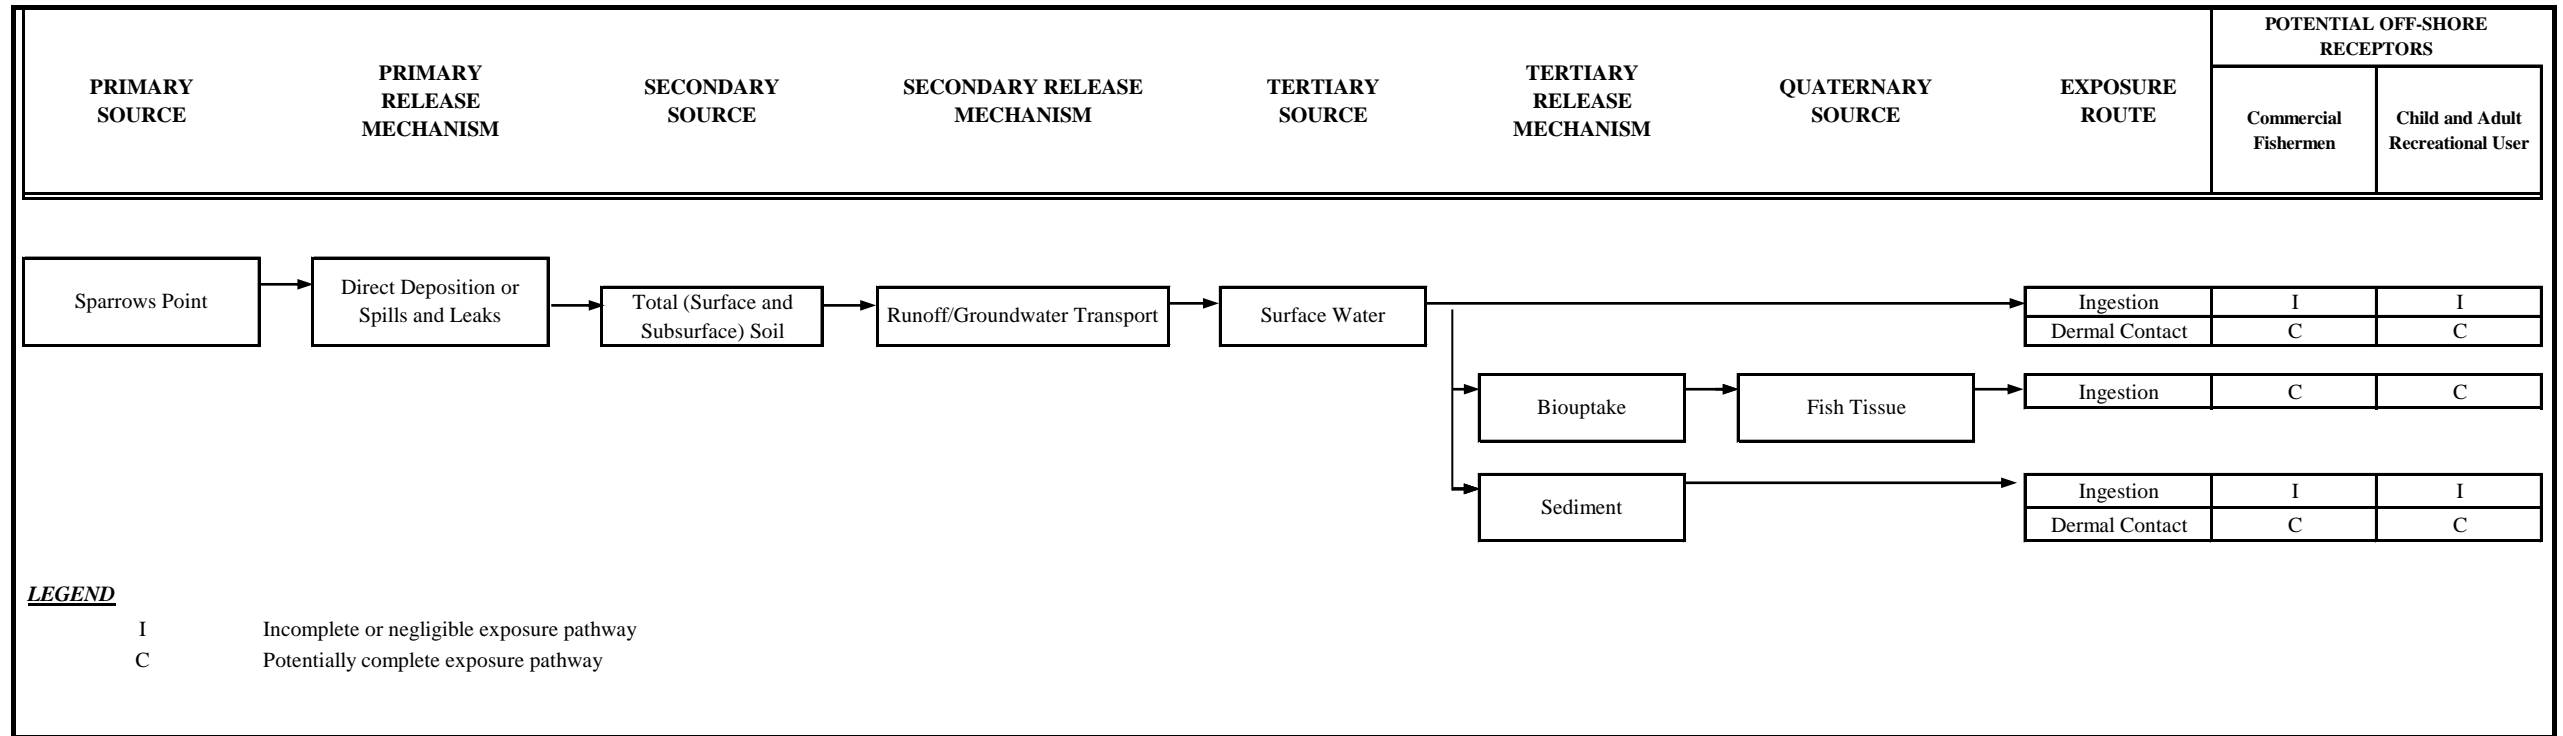 POTENTIAL OFF-SHORE
RECEPTORS
PRIMARY
SOURCE
PRIMARY
RELEASE
MECHANISM
SECONDARY
SOURCE
SECONDARY RELEASE
MECHANISM
TERTIARY
SOURCE
TERTIARY
RELEASE
MECHANISM
QUATERNARY
SOURCE
EXPOSURE
ROUTE
Commercial
Fishermen
Child and Adult
Recreational User
Sparrows Point
Direct Deposition or
Spills and Leaks
Total (Surface and
Subsurface) Soil
Runoff/Groundwater Transport
Surface Water
Ingestion I I
Dermal Contact C C
Biouptake
Fish Tissue
Ingestion C C
Sediment
Ingestion I I
Dermal Contact C C
LEGEND
I Incomplete or negligible exposure pathway
C Potentially complete exposure pathway